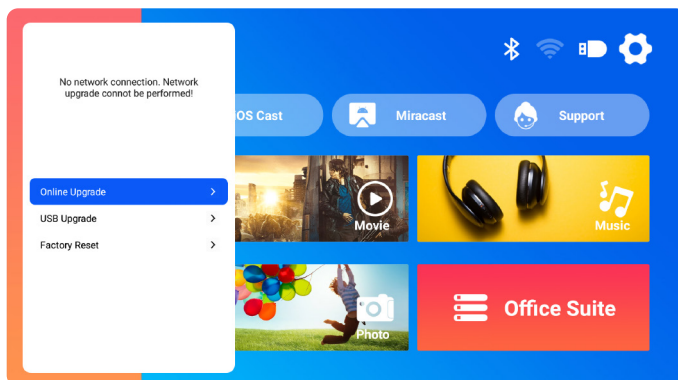 No network connection. Network
upgrade connot be performed!
Online Upgrade
USB Upgrade
Factory Reset
iOS Cast
Miracast
Support
Movie
Music
Photo
Office Suite